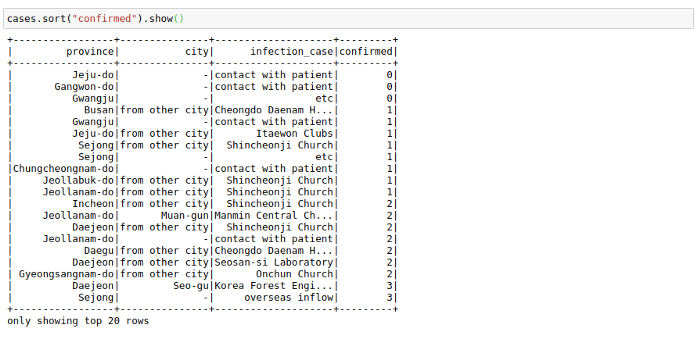 cases.sort("confirmed").show()
+----------------+---------------+--------------------+---------+
|        province|           city|      infection_case|confirmed|
+----------------+---------------+--------------------+---------+
|         Jeju-do|              -|contact with patient|        0|
|      Gangwon-do|              -|contact with patient|        0|
|         Gwangju|              -|                 etc|        0|
|           Busan|from other city|Cheongdo Daenam H...|        1|
|         Gwangju|              -|contact with patient|        1|
|         Jeju-do|from other city|       Itaewon Clubs|        1|
|          Sejong|from other city|  Shincheonji Church|        1|
|          Sejong|              -|                 etc|        1|
|Chungcheongnam-do|              -|contact with patient|        1|
|    Jeollabuk-do|from other city|  Shincheonji Church|        1|
|    Jeollanam-do|from other city|  Shincheonji Church|        1|
|         Incheon|from other city|  Shincheonji Church|        2|
|    Jeollanam-do|       Muan-gun|Manmin Central Ch...|        2|
|         Daejeon|from other city|  Shincheonji Church|        2|
|    Jeollanam-do|              -|contact with patient|        2|
|           Daegu|from other city|Cheongdo Daenam H...|        2|
|         Daejeon|from other city|Seosan-si Laboratory|        2|
| Gyeongsangnam-do|from other city|       Onchun Church|        2|
|         Daejeon|         Seo-gu|Korea Forest Engi...|        3|
|          Sejong|              -|     overseas inflow|        3|
+----------------+---------------+--------------------+---------+
only showing top 20 rows